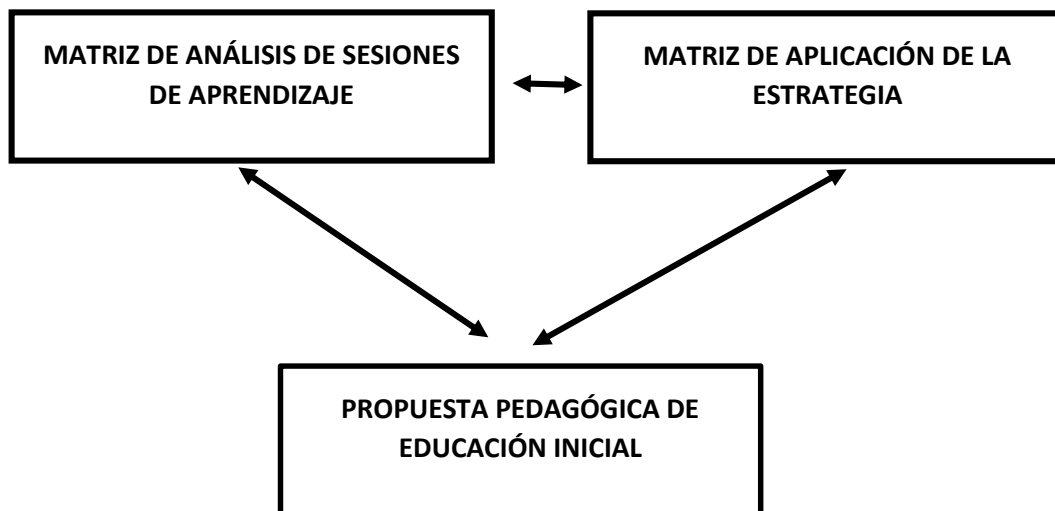 MATRIZ DE ANÁLISIS DE SESIONES
DE APRENDIZAJE
MATRIZ DE APLICACIÓN DE LA
ESTRATEGIA
PROPUESTA PEDAGÓGICA DE
EDUCACIÓN INICIAL